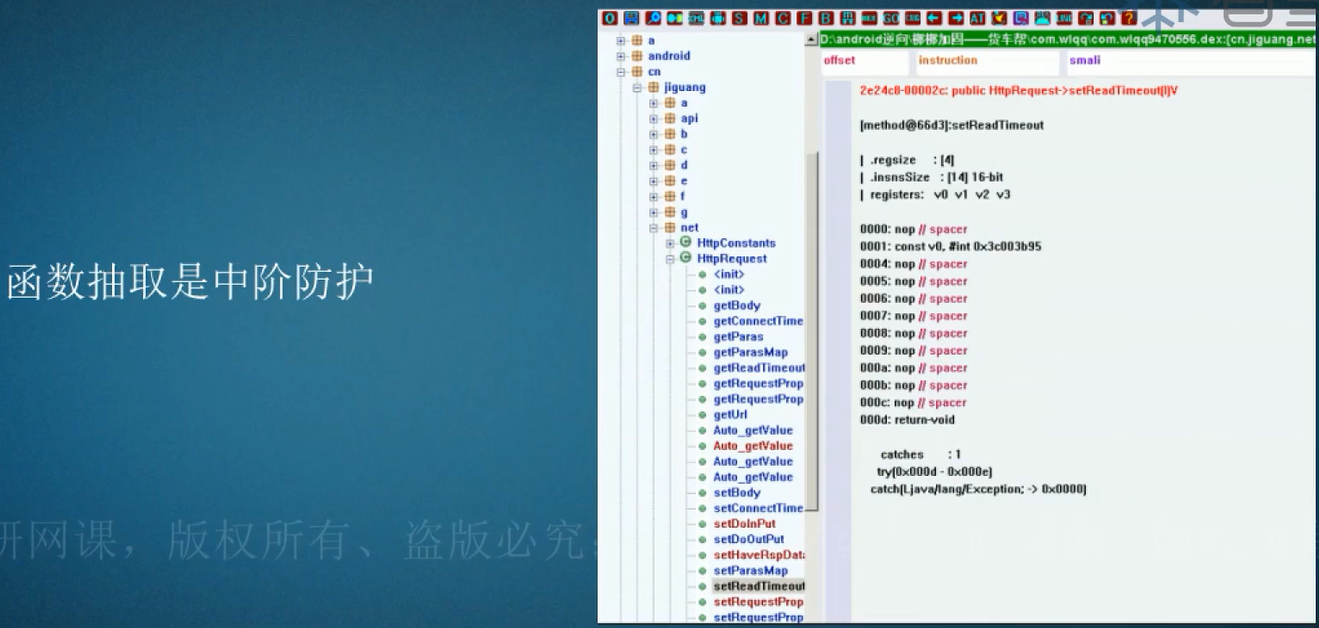 函数抽取是中阶防护
研网课，版权所有、盗版必究
O
XML
S
M
C
F
B
HEX
GO
AT
LINE
?
a
android
cn
jiguang
a
api
b
c
d
e
f
g
net
HttpConstants
HttpRequest
<init>
<init>
getBody
getConnectTime
getParas
getParasMap
getReadTimeout
getRequestProp
getRequestProp
getUrl
Auto_getValue
Auto_getValue
Auto_getValue
Auto_getValue
setBody
setConnectTime
setDoInPut
setDoOutPut
setHaveRspData
setParasMap
setReadTimeout
setRequestProp
setRequestProp
D:\android逆向\梆梆加固——货车帮\com.wlqq\com.wlqq9470556.dex:[cn.jiguang.net
offset instruction smali
2e24c8-00002c: public HttpRequest->setReadTimeout(I)V
[method@66d3]:setReadTimeout
| .regsize : [4]
| .insnsSize : [14] 16-bit
| registers: v0 v1 v2 v3
0000: nop // spacer
0001: const v0, #int 0x3c003b95
0004: nop // spacer
0005: nop // spacer
0006: nop // spacer
0007: nop // spacer
0008: nop // spacer
0009: nop // spacer
000a: nop // spacer
000b: nop // spacer
000c: nop // spacer
000d: return-void
catches : 1
try(0x000d - 0x000e)
catch(Ljava/lang/Exception; -> 0x0000)